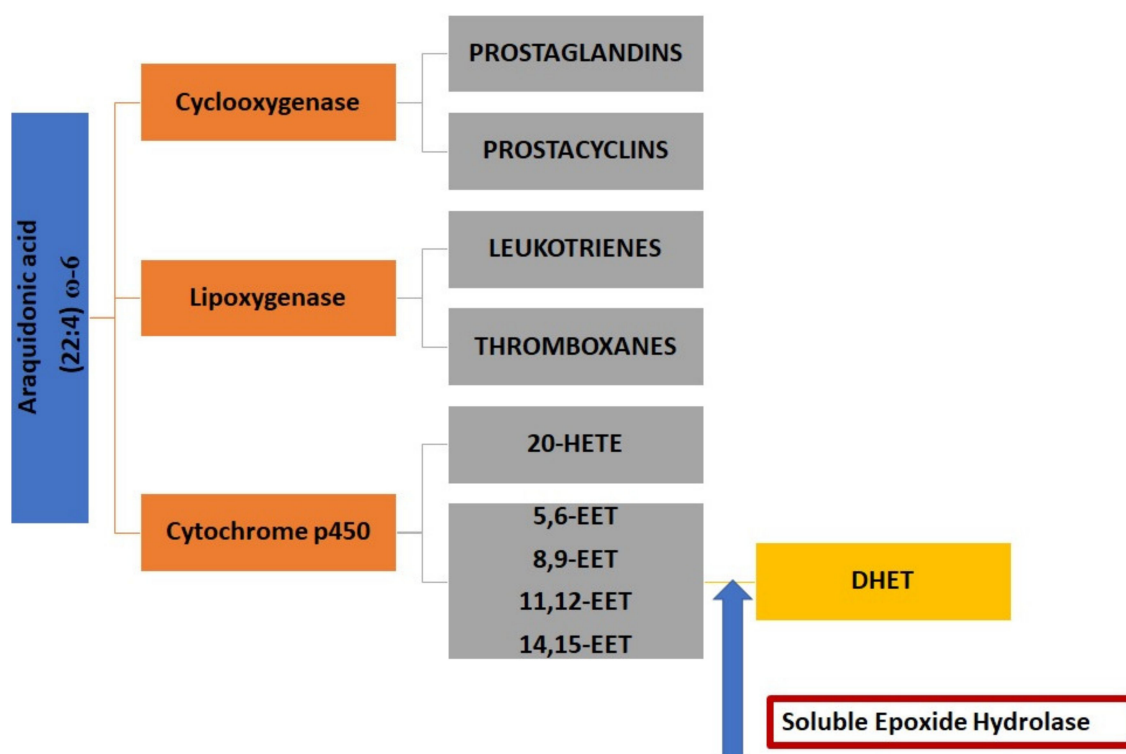 Araquidonic acid
(22:4) ω-6
Cyclooxygenase
PROSTAGLANDINS
PROSTACYCLINS
Lipoxygenase
LEUKOTRIENES
THROMBOXANES
Cytochrome p450
20-HETE
5,6-EET
8,9-EET
11,12-EET
14,15-EET
DHET
Soluble Epoxide Hydrolase